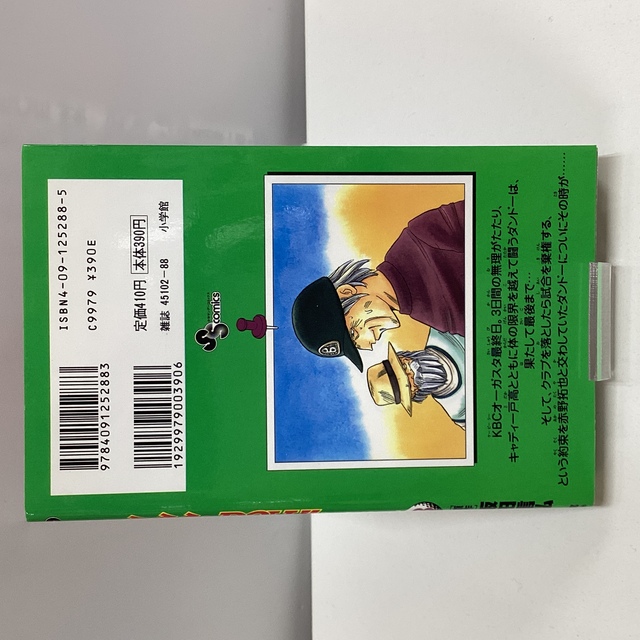 ISBN4-09-125288-5
C9979 ¥390E
定価410円 本体390円
雑誌 45102-88 小学館
9784091252883
1929979003906
comics
KBCオーガスタ最終日。3日間の無理がたたり、
キャディー戸高とともに体の限界を越えて闘うダンドーは、
果たして最後まで…
そして、クラブを落としたら試合を棄権する、
という約束を赤野拓也と交わしていたダンドーについにその時が……